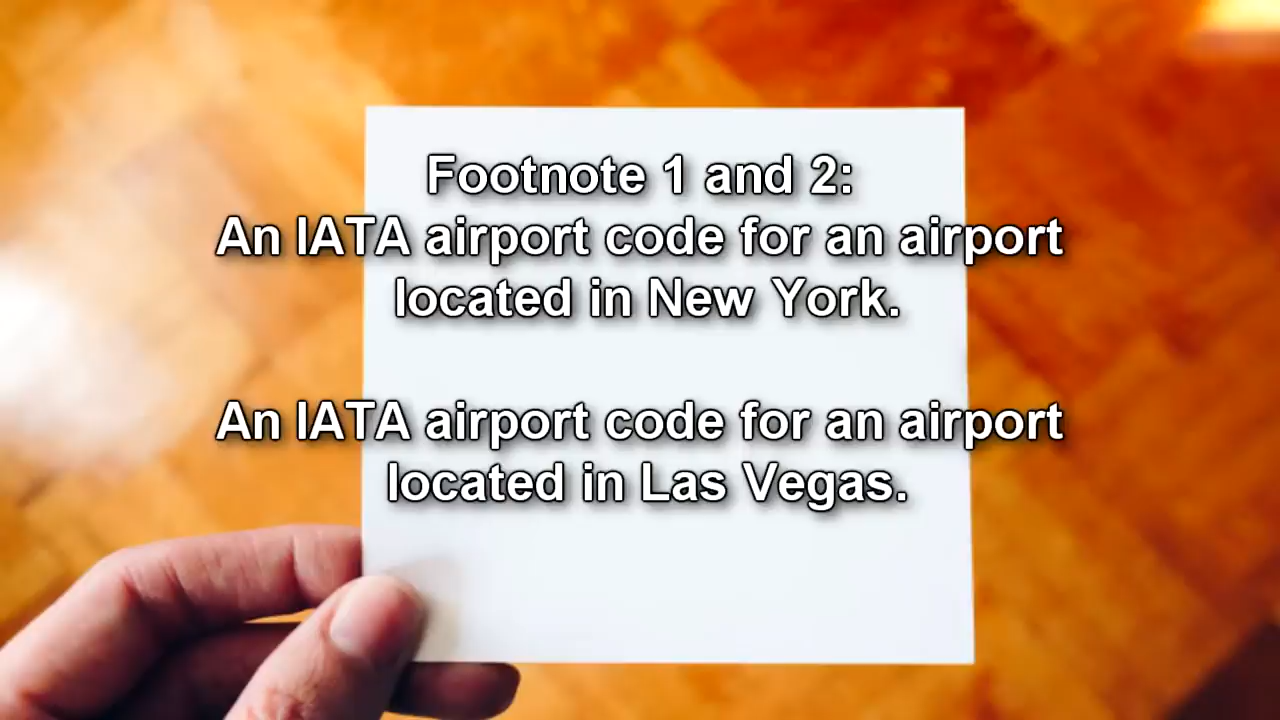 Footnote 1 and 2:
An IATA airport code for an airport
located in New York.
An IATA airport code for an airport
located in Las Vegas.